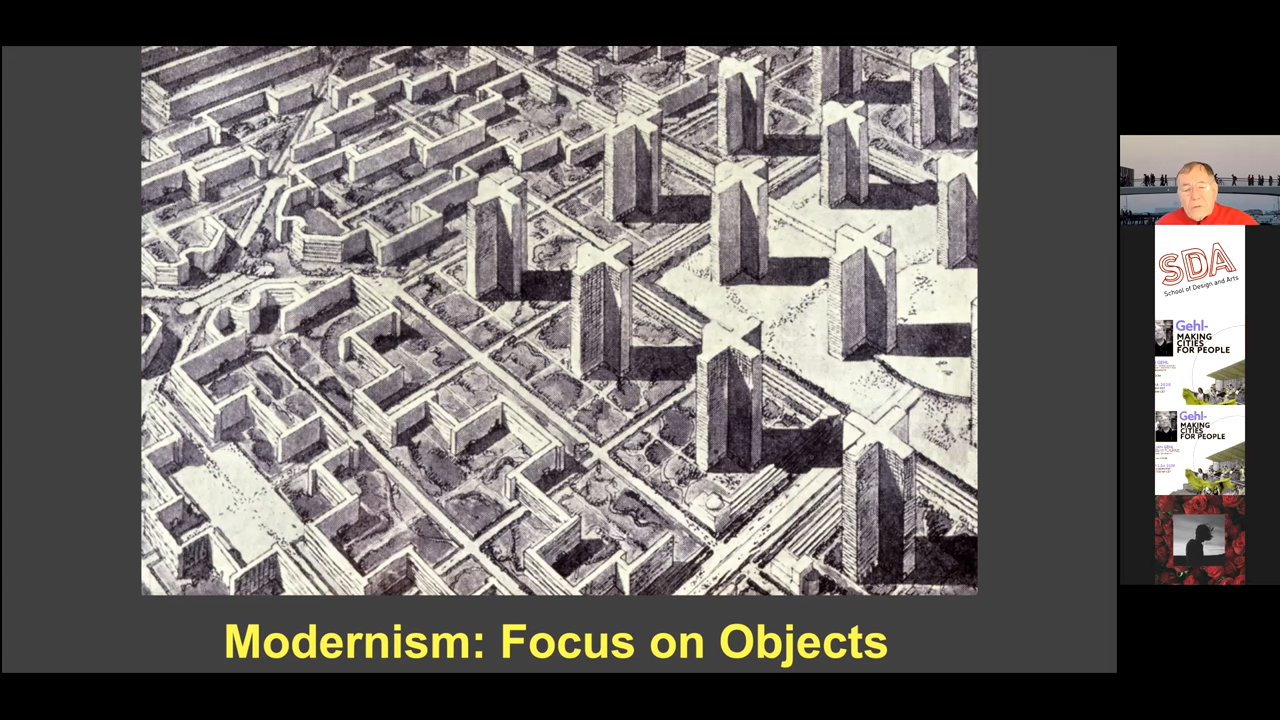 Modernism: Focus on Objects
SDA
School of Design and Arts
Gehl-
MAKING
CITIES
FOR PEOPLE
Gehl-
MAKING
CITIES
FOR PEOPLE